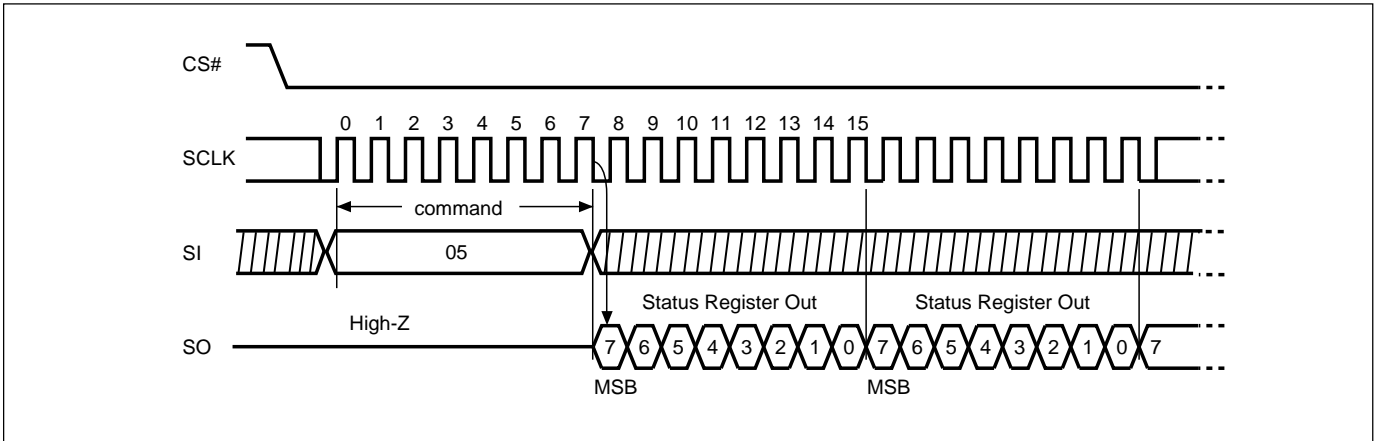 CS#
0 1 2 3 4 5 6 7 8 9 10 11 12 13 14 15
SCLK
command
SI 05
Status Register Out Status Register Out
High-Z
SO 7 6 5 4 3 2 1 0 7 6 5 4 3 2 1 0 7
MSB MSB